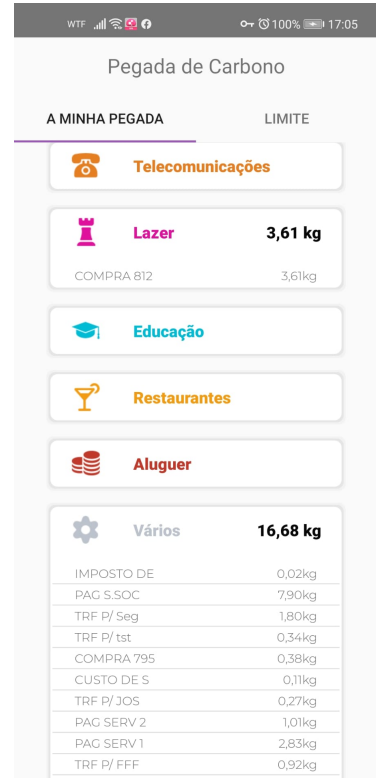 WTF 100% 17:05
Pegada de Carbono
A MINHA PEGADA LIMITE
Telecomunicações
Lazer 3,61 kg
COMPRA 812 3,61kg
Educação
Restaurantes
Aluguer
Vários 16,68 kg
IMPOSTO DE 0,02kg
PAG S.SOC 7,90kg
TRF P/ Seg 1,80kg
TRF P/ tst 0,34kg
COMPRA 795 0,38kg
CUSTO DE S 0,11kg
TRF P/ JOS 0,27kg
PAG SERV 2 1,01kg
PAG SERV 1 2,83kg
TRF P/ FFF 0,92kg